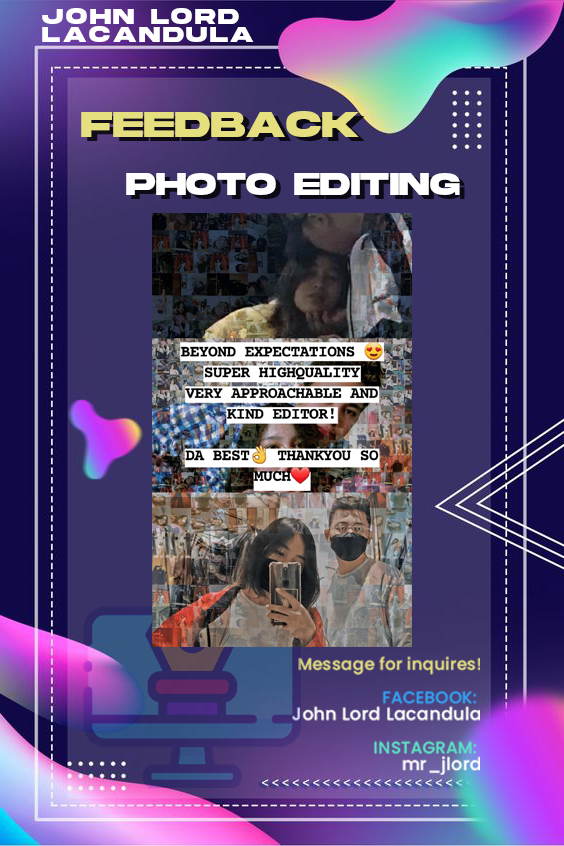 JOHN LORD
LACANDULA
FEEDBACK
PHOTO EDITING
BEYOND EXPECTATIONS 😍
SUPER HIGHQUALITY
VERY APPROACHABLE AND
KIND EDITOR!
DA BEST👌 THANKYOU SO
MUCH❤️
Message for inquires!
FACEBOOK:
John Lord Lacandula
INSTAGRAM:
mr_jlord